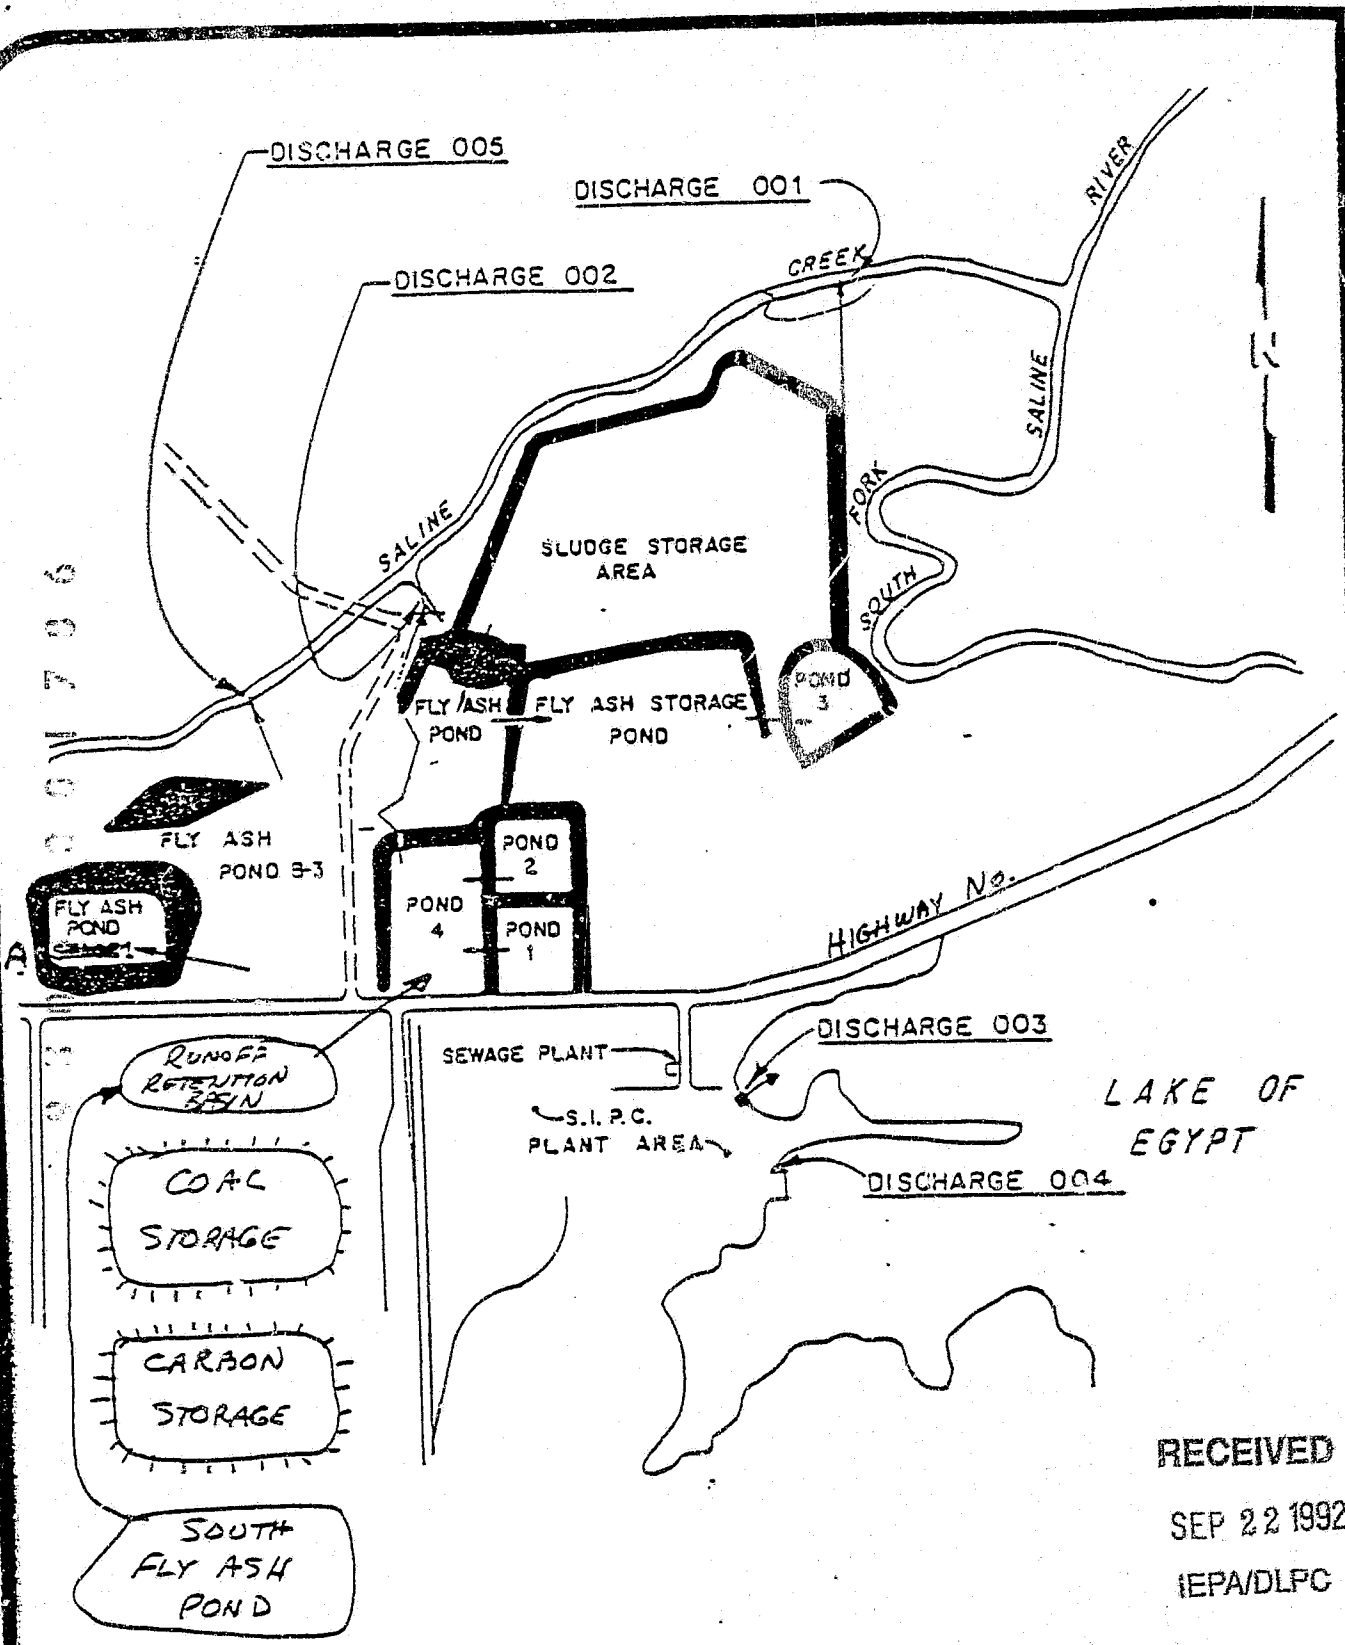 DISCHARGE 005
DISCHARGE 001
DISCHARGE 002
RIVER
CREEK
N
SALINE
FORK
SALINE
SOUTH
SLUDGE STORAGE
AREA
POND
3
FLY ASH
POND
FLY ASH STORAGE
POND
FLY ASH
POND B-3
FLY ASH
POND
A
POND
2
POND
4
POND
1
HIGHWAY No.
RUNOFF
RETENTION
BASIN
SEWAGE PLANT
DISCHARGE 003
S.I.P.C.
PLANT AREA
LAKE OF
EGYPT
DISCHARGE 004
COAL
STORAGE
CARBON
STORAGE
SOUTH
FLY ASH
POND
RECEIVED
SEP 22 1992
IEPA/DLPC